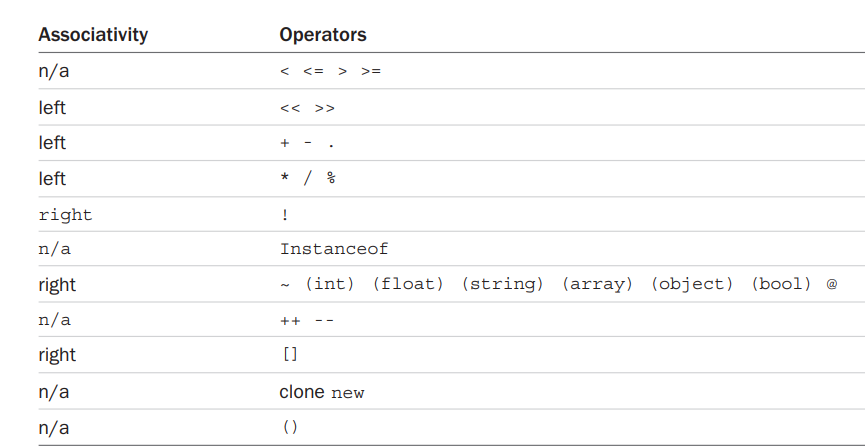 Associativity Operators
n/a < <= > >=
left << >>
left + - .
left * / %
right !
n/a Instanceof
right ~ (int) (float) (string) (array) (object) (bool) @
n/a ++ --
right []
n/a clone new
n/a ()